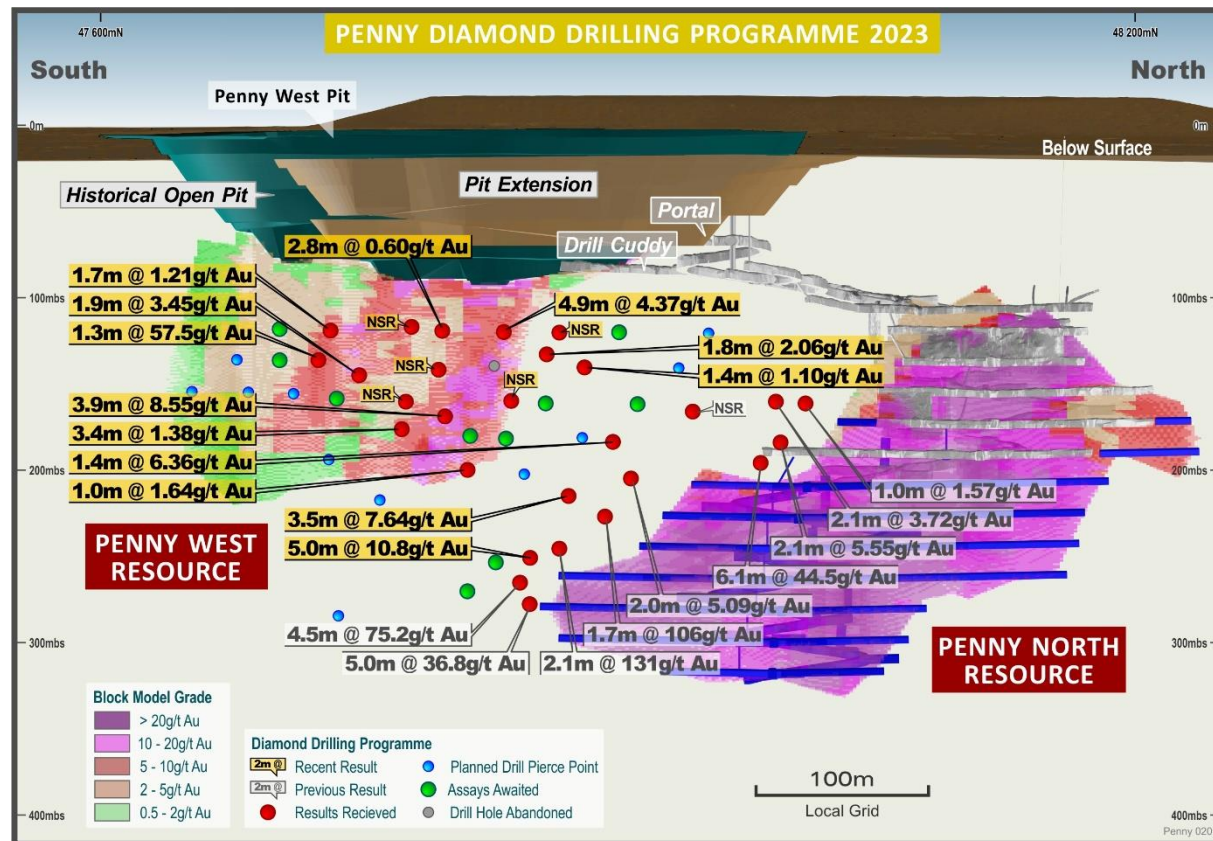 PENNY DIAMOND DRILLING PROGRAMME 2023
47 600mN
48 200mN
South
North
Penny West Pit
0m
0m
Below Surface
Historical Open Pit
Pit Extension
Portal
Drill Cuddy
2.8m @ 0.60g/t Au
1.7m @ 1.21g/t Au
1.9m @ 3.45g/t Au
1.3m @ 57.5g/t Au
4.9m @ 4.37g/t Au
100mbs
100mbs
NSR
NSR
1.8m @ 2.06g/t Au
1.4m @ 1.10g/t Au
NSR
NSR
NSR
NSR
3.9m @ 8.55g/t Au
3.4m @ 1.38g/t Au
1.4m @ 6.36g/t Au
1.0m @ 1.64g/t Au
200mbs
200mbs
1.0m @ 1.57g/t Au
2.1m @ 3.72g/t Au
2.1m @ 5.55g/t Au
6.1m @ 44.5g/t Au
3.5m @ 7.64g/t Au
5.0m @ 10.8g/t Au
PENNY WEST
RESOURCE
2.0m @ 5.09g/t Au
1.7m @ 106g/t Au
2.1m @ 131g/t Au
4.5m @ 75.2g/t Au
5.0m @ 36.8g/t Au
300mbs
300mbs
PENNY NORTH
RESOURCE
Block Model Grade
> 20g/t Au
10 - 20g/t Au
5 - 10g/t Au
2 - 5g/t Au
0.5 - 2g/t Au
Diamond Drilling Programme
2m @ Recent Result
2m @ Previous Result
Results Recieved
Planned Drill Pierce Point
Assays Awaited
Drill Hole Abandoned
100m
Local Grid
400mbs
400mbs
Penny 020